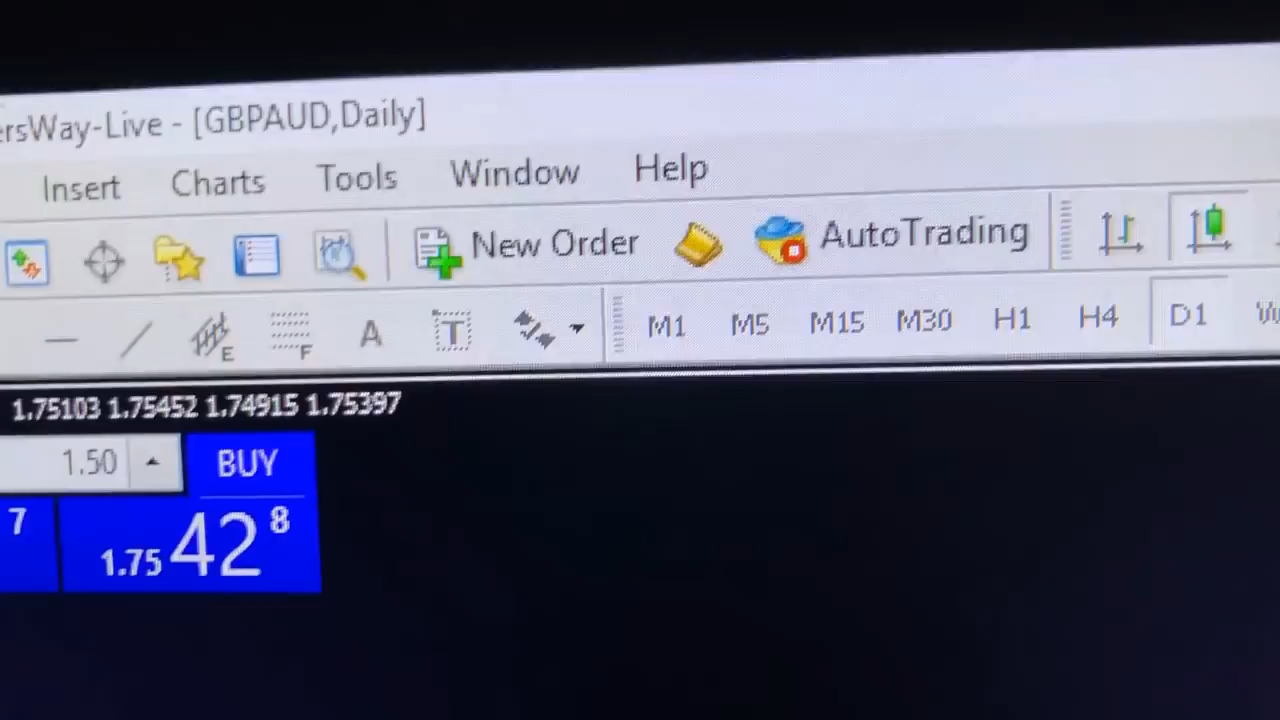 ersWay-Live - [GBPAUD,Daily]
Insert Charts Tools Window Help
New Order AutoTrading
E F A T M1 M5 M15 M30 H1 H4 D1
1.75103 1.75452 1.74915 1.75397
1.50 BUY
7 1.75 42 8